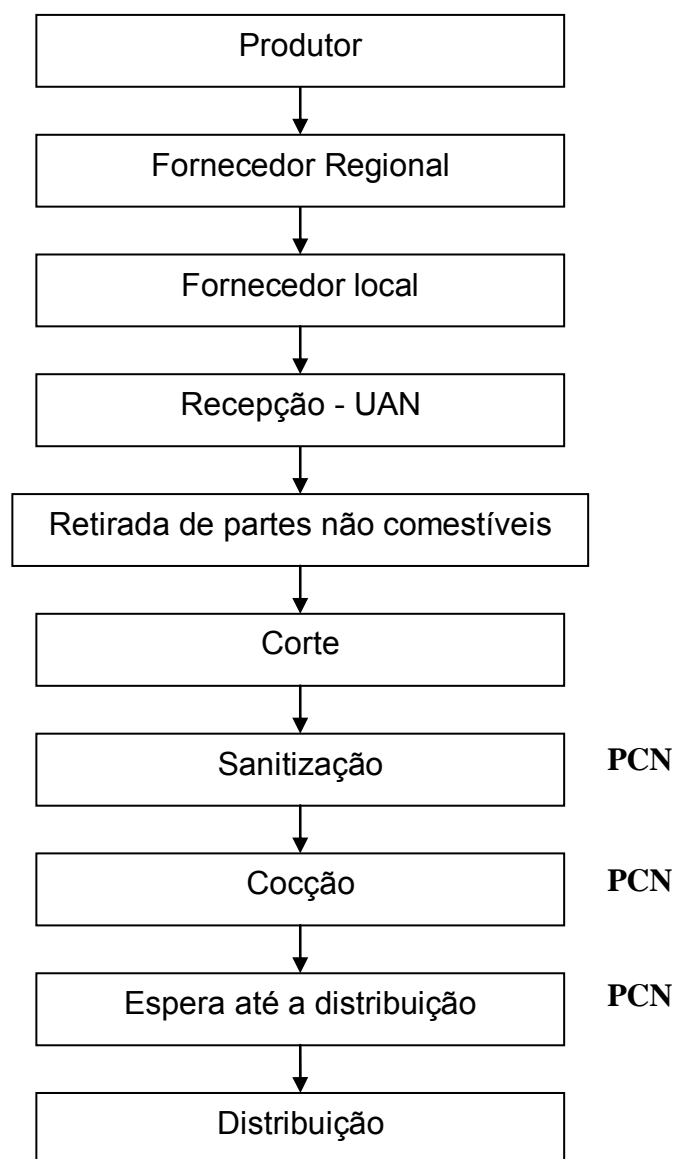 Produtor
Fornecedor Regional
Fornecedor local
Recepção - UAN
Retirada de partes não comestíveis
Corte
Sanitização PCN
Cocção PCN
Espera até a distribuição PCN
Distribuição